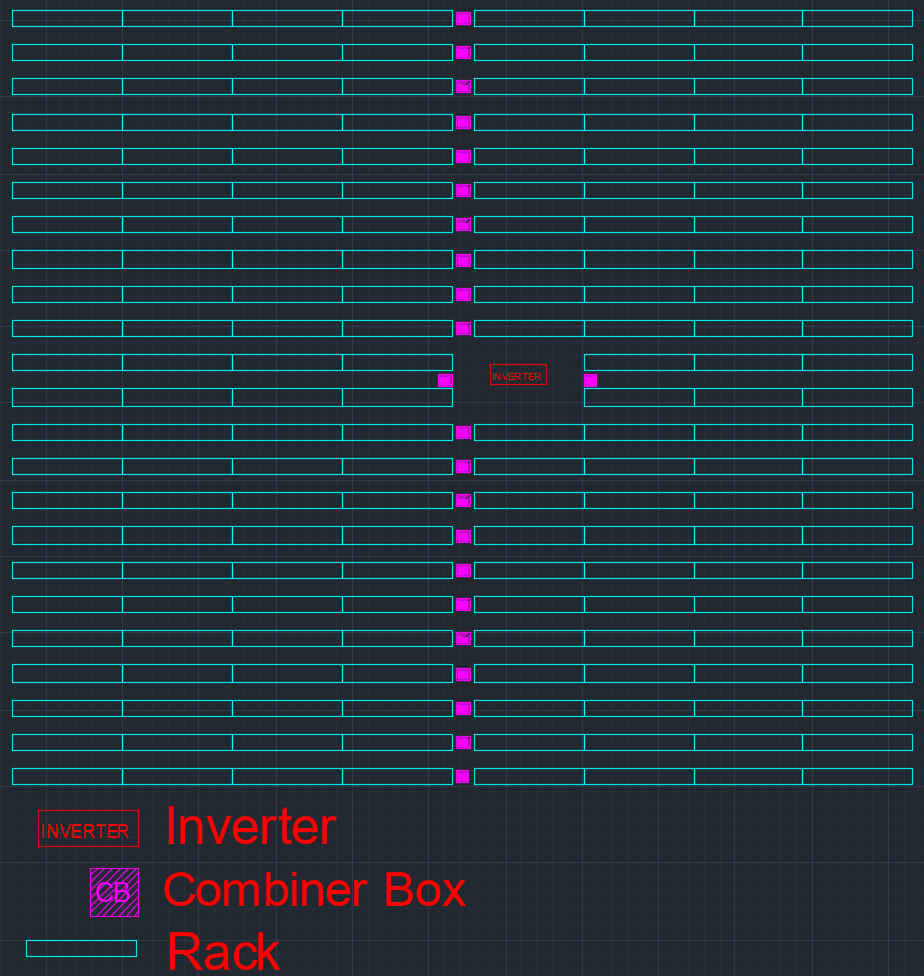 INVERTER
INVERTER Inverter
CB Combiner Box
Rack